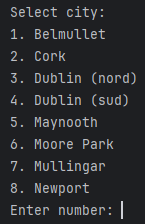 Select city:
1. Belmullet
2. Cork
3. Dublin (nord)
4. Dublin (sud)
5. Maynooth
6. Moore Park
7. Mullingar
8. Newport
Enter number: